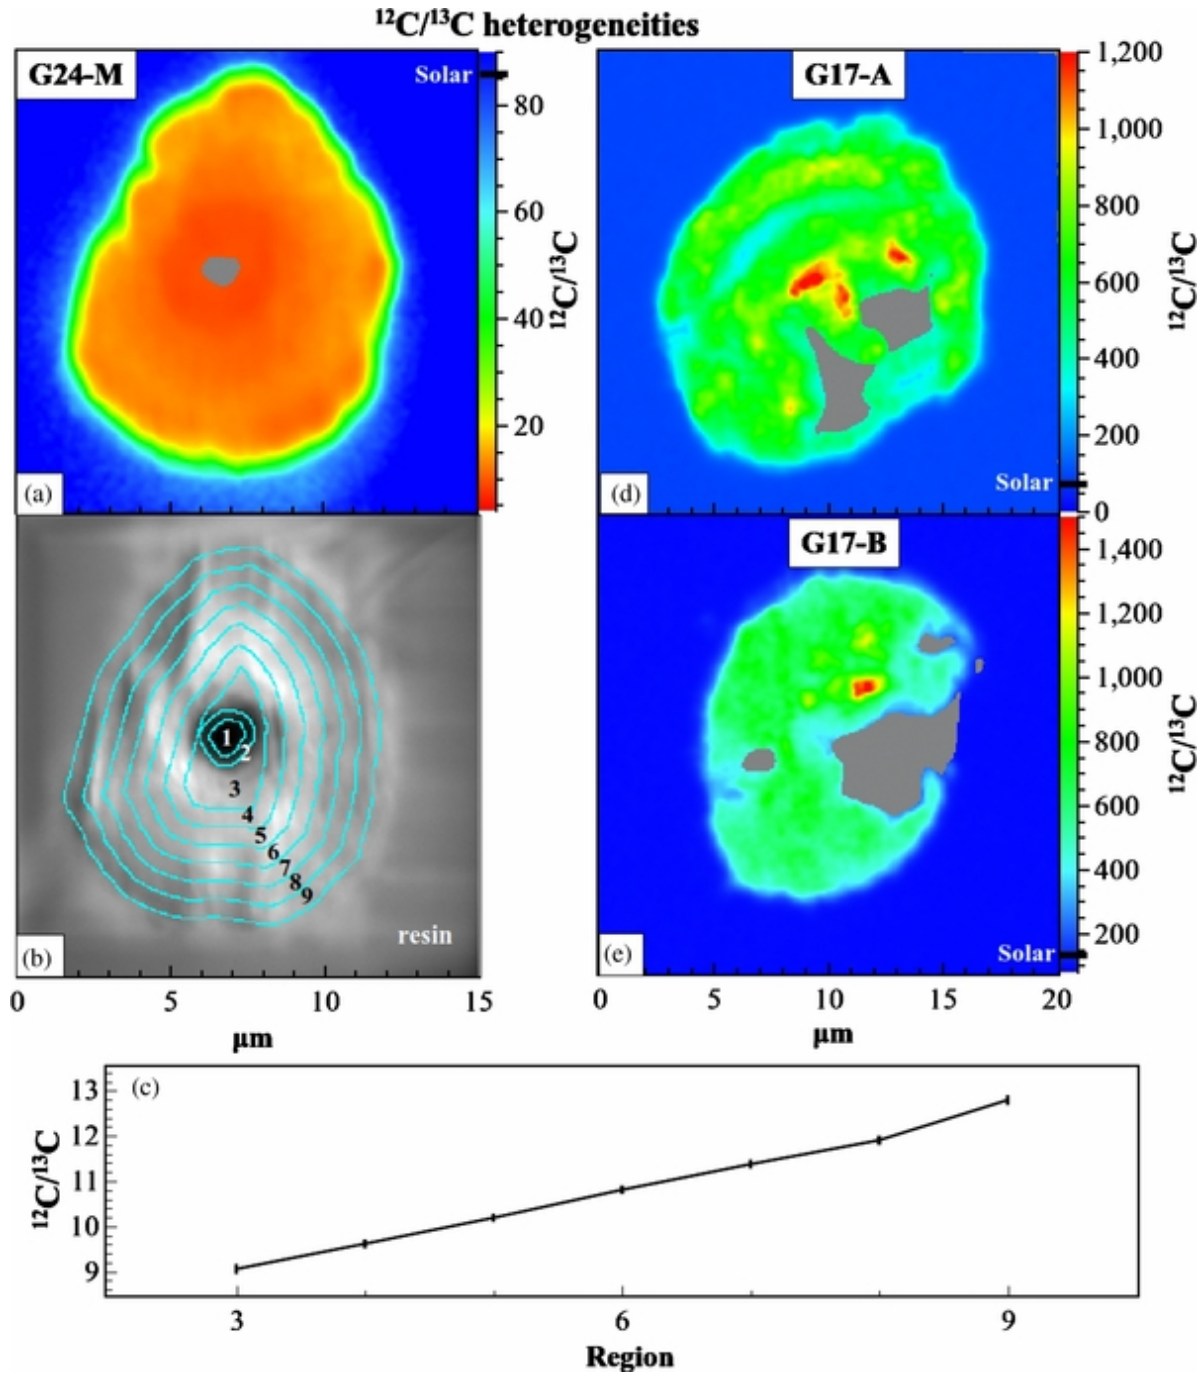 ¹²C/¹³C heterogeneities
G24-M
Solar
80
60
40
20
¹²C/¹³C
(a)
G17-A
1,200
1,000
800
600
400
200
0
¹²C/¹³C
Solar
(d)
1
2
3
4
5
6
7
8
9
resin
(b)
0 5 10 15
µm
G17-B
1,400
1,200
1,000
800
600
400
200
¹²C/¹³C
Solar
(e)
0 5 10 15 20
µm
(c)
13
12
11
10
9
¹²C/¹³C
3 6 9
Region